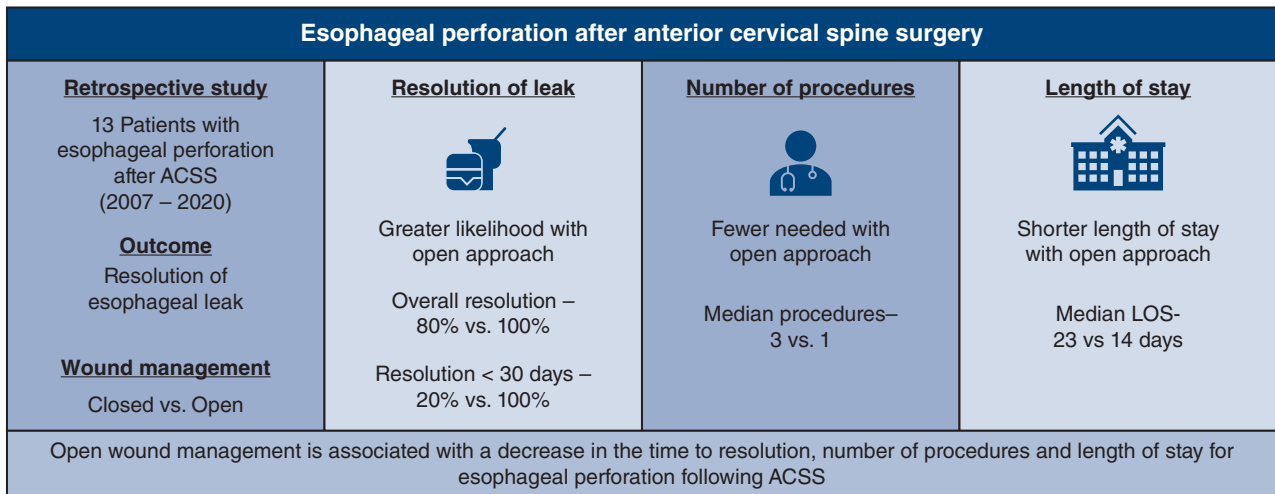 Esophageal perforation after anterior cervical spine surgery
Retrospective study
13 Patients with
esophageal perforation
after ACSS
(2007 – 2020)
Outcome
Resolution of
esophageal leak
Wound management
Closed vs. Open
Resolution of leak
Greater likelihood with
open approach
Overall resolution –
80% vs. 100%
Resolution < 30 days –
20% vs. 100%
Number of procedures
Fewer needed with
open approach
Median procedures–
3 vs. 1
Length of stay
Shorter length of stay
with open approach
Median LOS-
23 vs 14 days
Open wound management is associated with a decrease in the time to resolution, number of procedures and length of stay for
esophageal perforation following ACSS